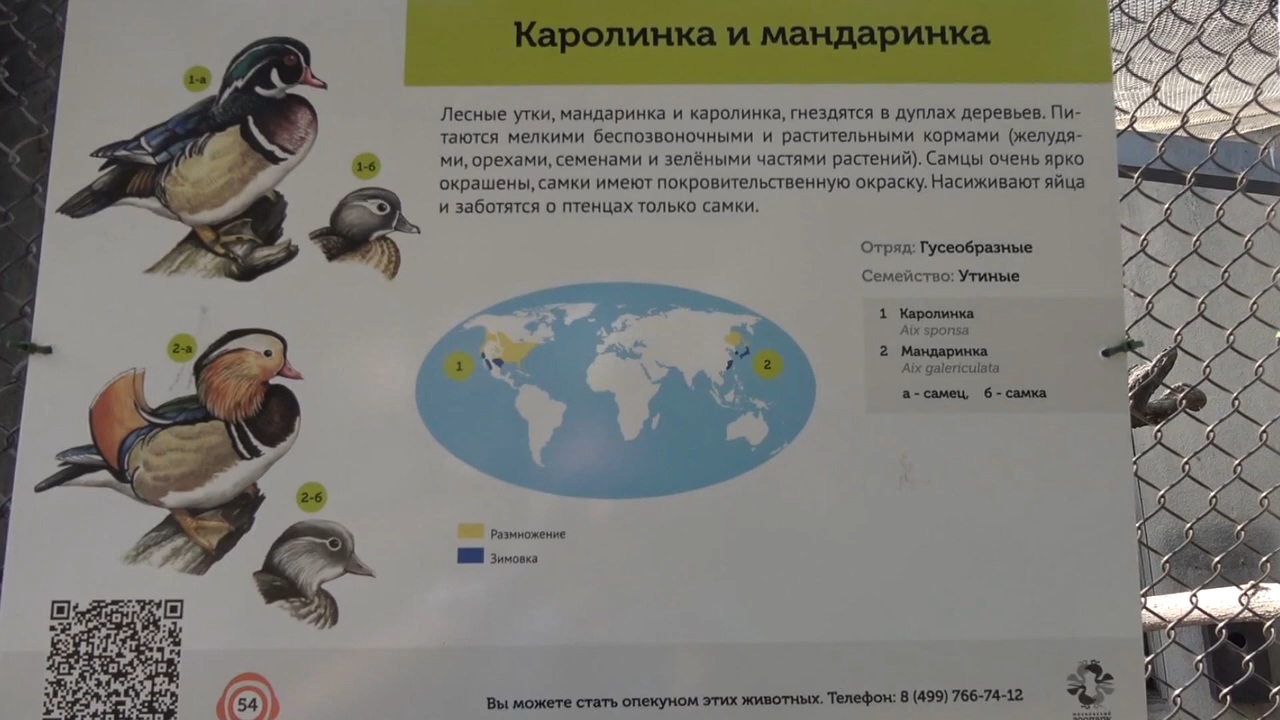 Каролинка и мандаринка
Лесные утки, мандаринка и каролинка, гнездятся в дуплах деревьев. Пи-
таются мелкими беспозвоночными и растительными кормами (желудя-
ми, орехами, семенами и зелёными частями растений). Самцы очень ярко
окрашены, самки имеют покровительственную окраску. Насиживают яйца
и заботятся о птенцах только самки.
Отряд: Гусеобразные
Семейство: Утиные
1 Каролинка
Aix sponsa
2 Мандаринка
Aix galericulata
а - самец, б - самка
1-а
1-б
2-а
2-б
1
2
Размножение
Зимовка
54
Вы можете стать опекуном этих животных. Телефон: 8 (499) 766-74-12
МОСКОВСКИЙ
ЗООПАРК